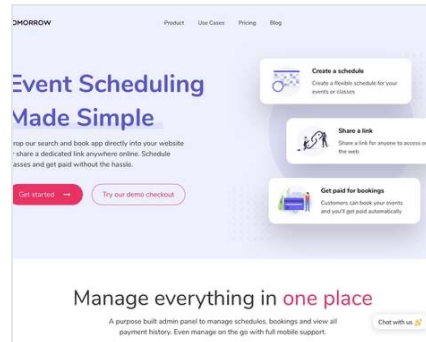 OMORROW
Product Use Cases Pricing Blog
Event Scheduling
Made Simple
rop our search and book app directly into your website
share a dedicated link anywhere online. Schedule
asses and get paid without the hassle.
Get started →
Try our demo checkout
Create a schedule
Create a flexible schedule for your
events or classes
Share a link
Share a link for anyone to access on
the web
Get paid for bookings
Customers can book your events
and you'll get paid automatically
Manage everything in one place
A purpose built admin panel to manage schedules, bookings and view all
payment history. Even manage on the go with full mobile support.
Chat with us 🚀